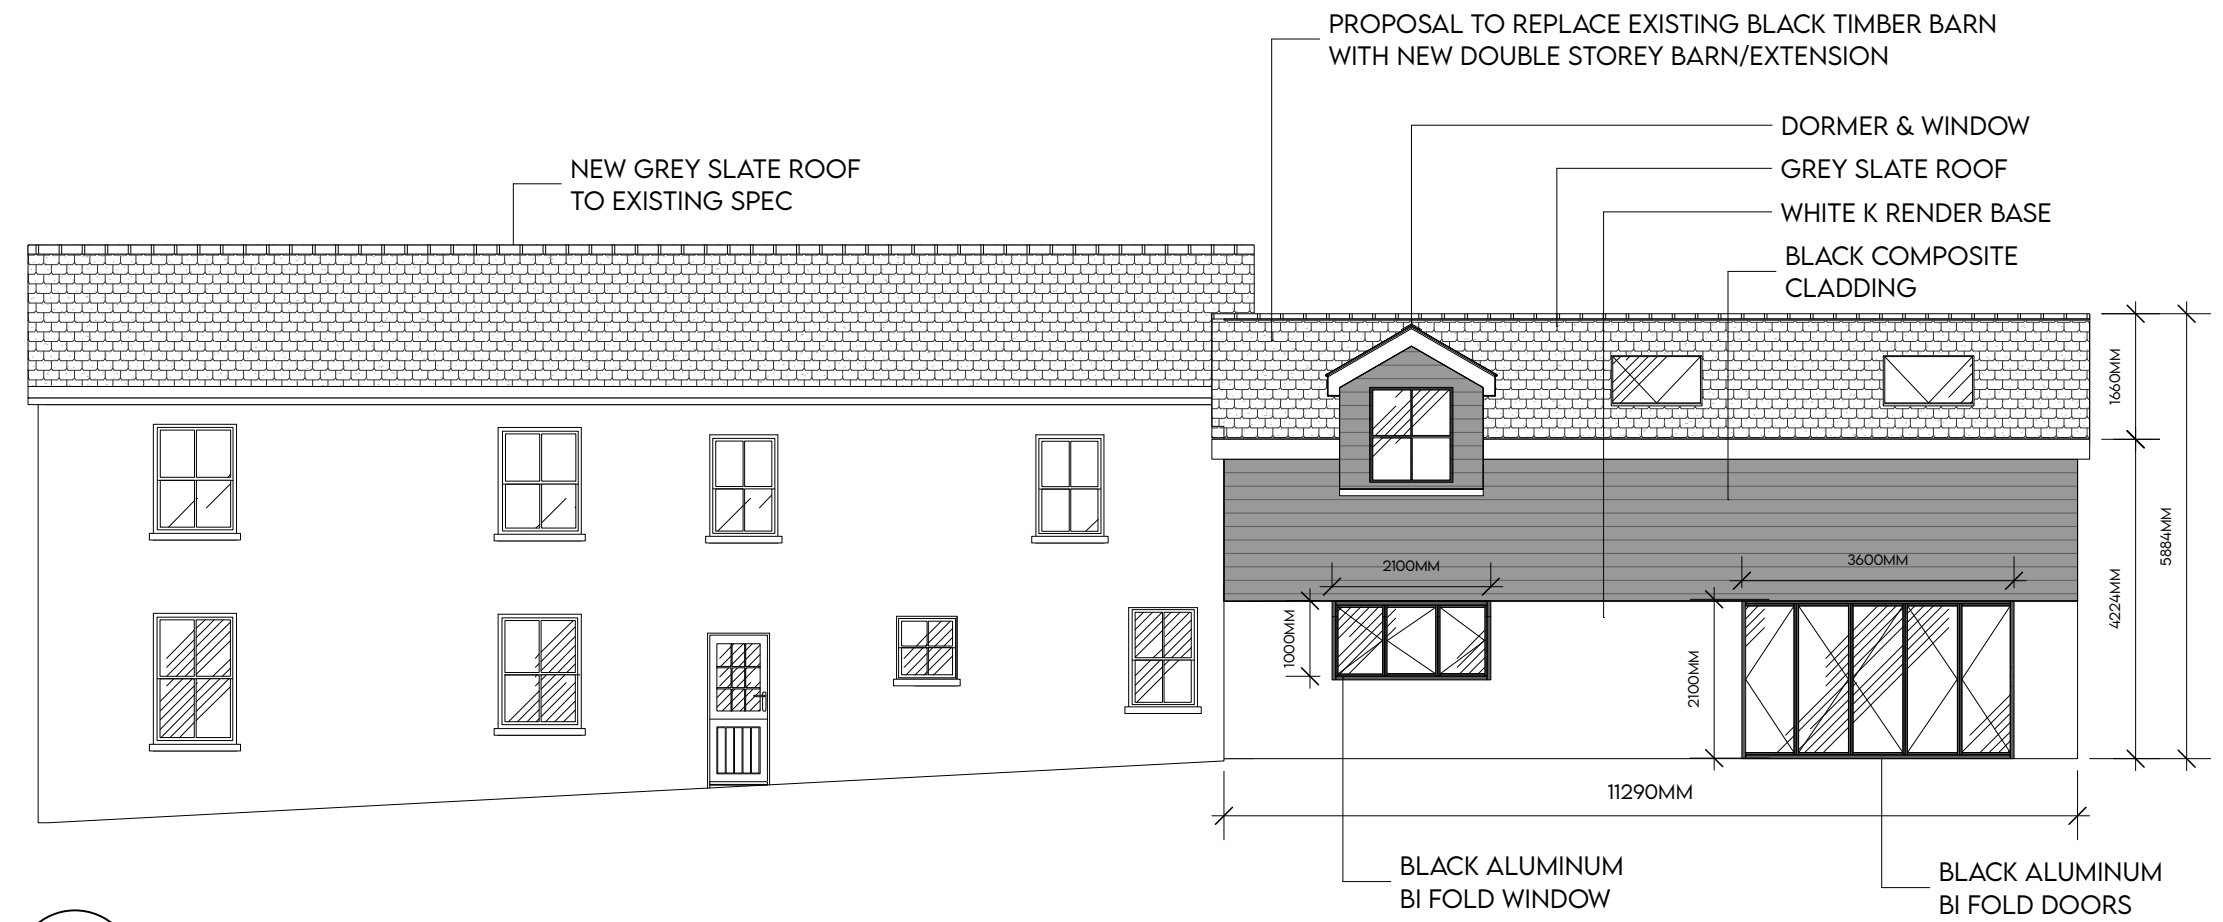 PROPOSAL TO REPLACE EXISTING BLACK TIMBER BARN
WITH NEW DOUBLE STOREY BARN/EXTENSION
DORMER & WINDOW
NEW GREY SLATE ROOF
TO EXISTING SPEC
GREY SLATE ROOF
WHITE K RENDER BASE
BLACK COMPOSITE
CLADDING
1660MM
5884MM
4224MM
2100MM
3600MM
1000MM
2100MM
11290MM
BLACK ALUMINUM
BI FOLD WINDOW
BLACK ALUMINUM
BI FOLD DOORS